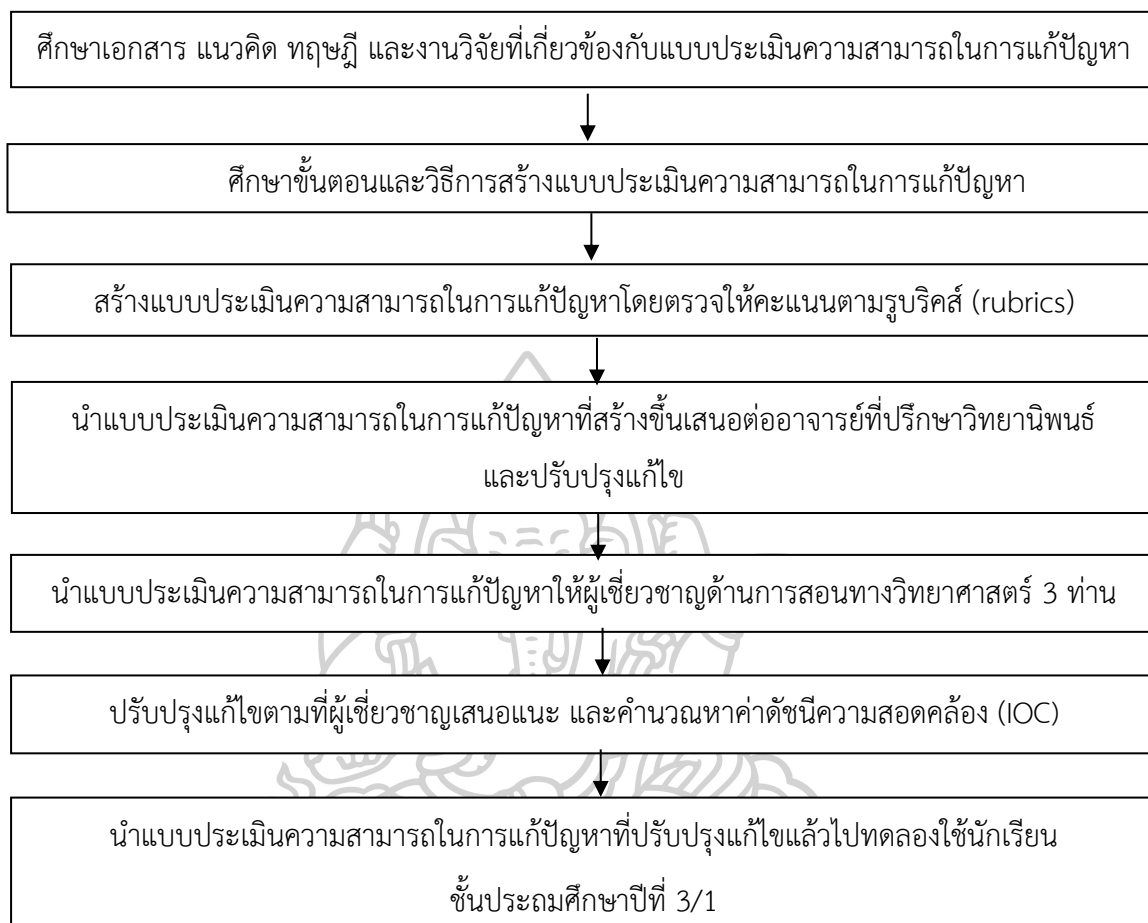 ศึกษาเอกสาร แนวคิด ทฤษฎี และงานวิจัยที่เกี่ยวข้องกับแบบประเมินความสามารถในการแก้ปัญหา
ศึกษาขั้นตอนและวิธีการสร้างแบบประเมินความสามารถในการแก้ปัญหา
สร้างแบบประเมินความสามารถในการแก้ปัญหาโดยตรวจให้คะแนนตามรูบริคส์ (rubrics)
นำแบบประเมินความสามารถในการแก้ปัญหาที่สร้างขึ้นเสนอต่ออาจารย์ที่ปรึกษาวิทยานิพนธ์
และปรับปรุงแก้ไข
นำแบบประเมินความสามารถในการแก้ปัญหาให้ผู้เชี่ยวชาญด้านการสอนทางวิทยาศาสตร์ 3 ท่าน
ปรับปรุงแก้ไขตามที่ผู้เชี่ยวชาญเสนอแนะ และคำนวณหาค่าดัชนีความสอดคล้อง (IOC)
นำแบบประเมินความสามารถในการแก้ปัญหาที่ปรับปรุงแก้ไขแล้วไปทดลองใช้นักเรียน
ชั้นประถมศึกษาปีที่ 3/1